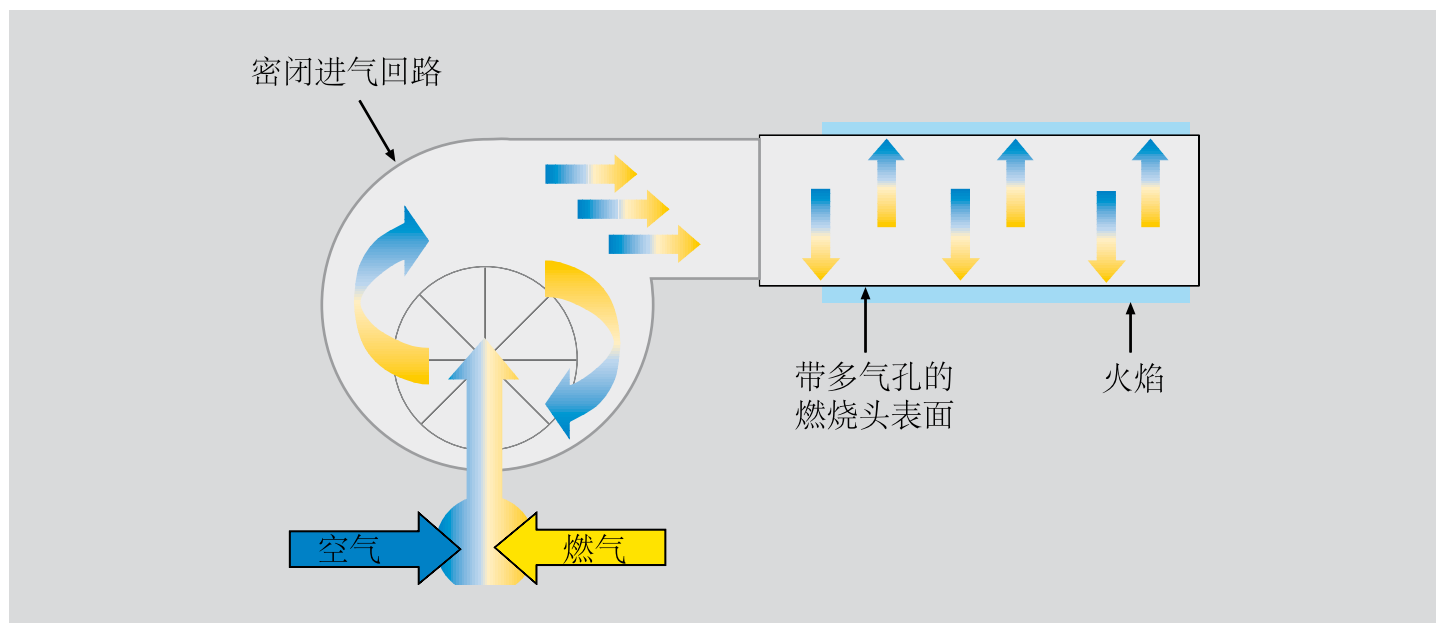 密闭进气回路
带多气孔的
燃烧头表面
火焰
空气
燃气